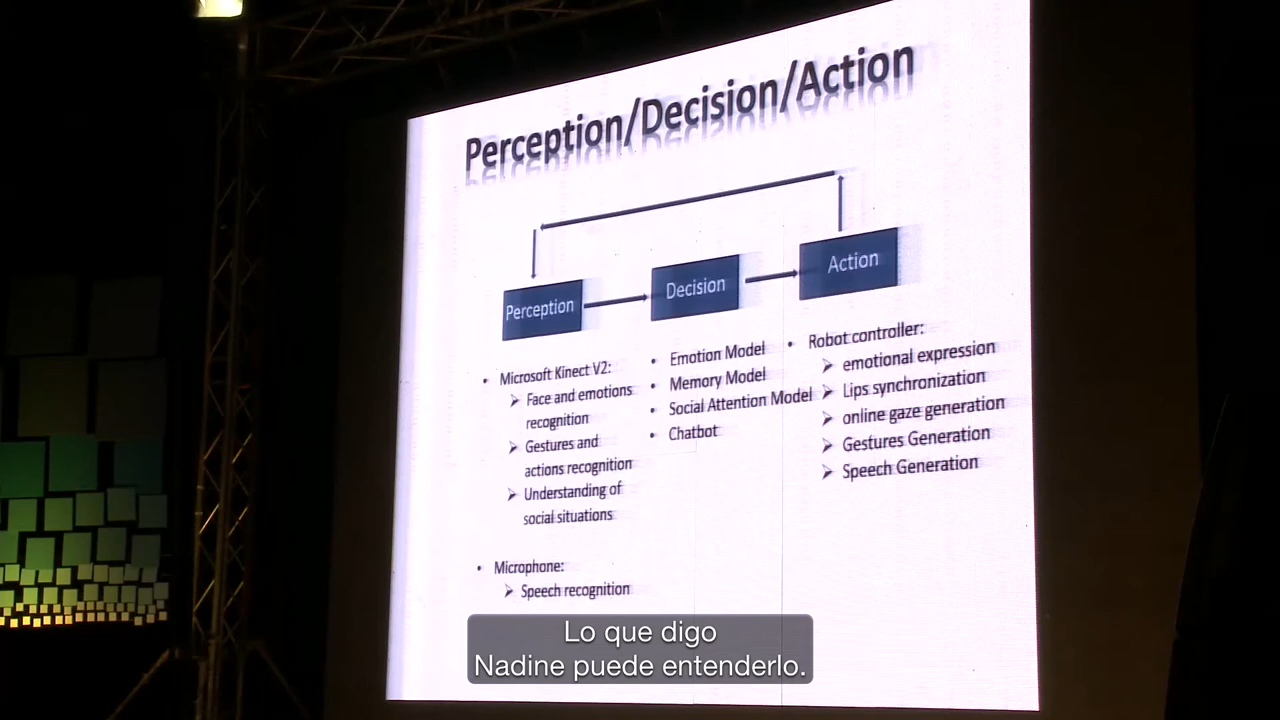 Perception/Decision/Action
Perception
Decision
Action
• Microsoft Kinect V2:
➢ Face and emotions
recognition
➢ Gestures and
actions recognition
➢ Understanding of
social situations
• Microphone:
➢ Speech recognition
• Emotion Model
• Memory Model
• Social Attention Model
• Chatbot
• Robot controller:
➢ emotional expression
➢ Lips synchronization
➢ online gaze generation
➢ Gestures Generation
➢ Speech Generation
Lo que digo
Nadine puede entenderlo.